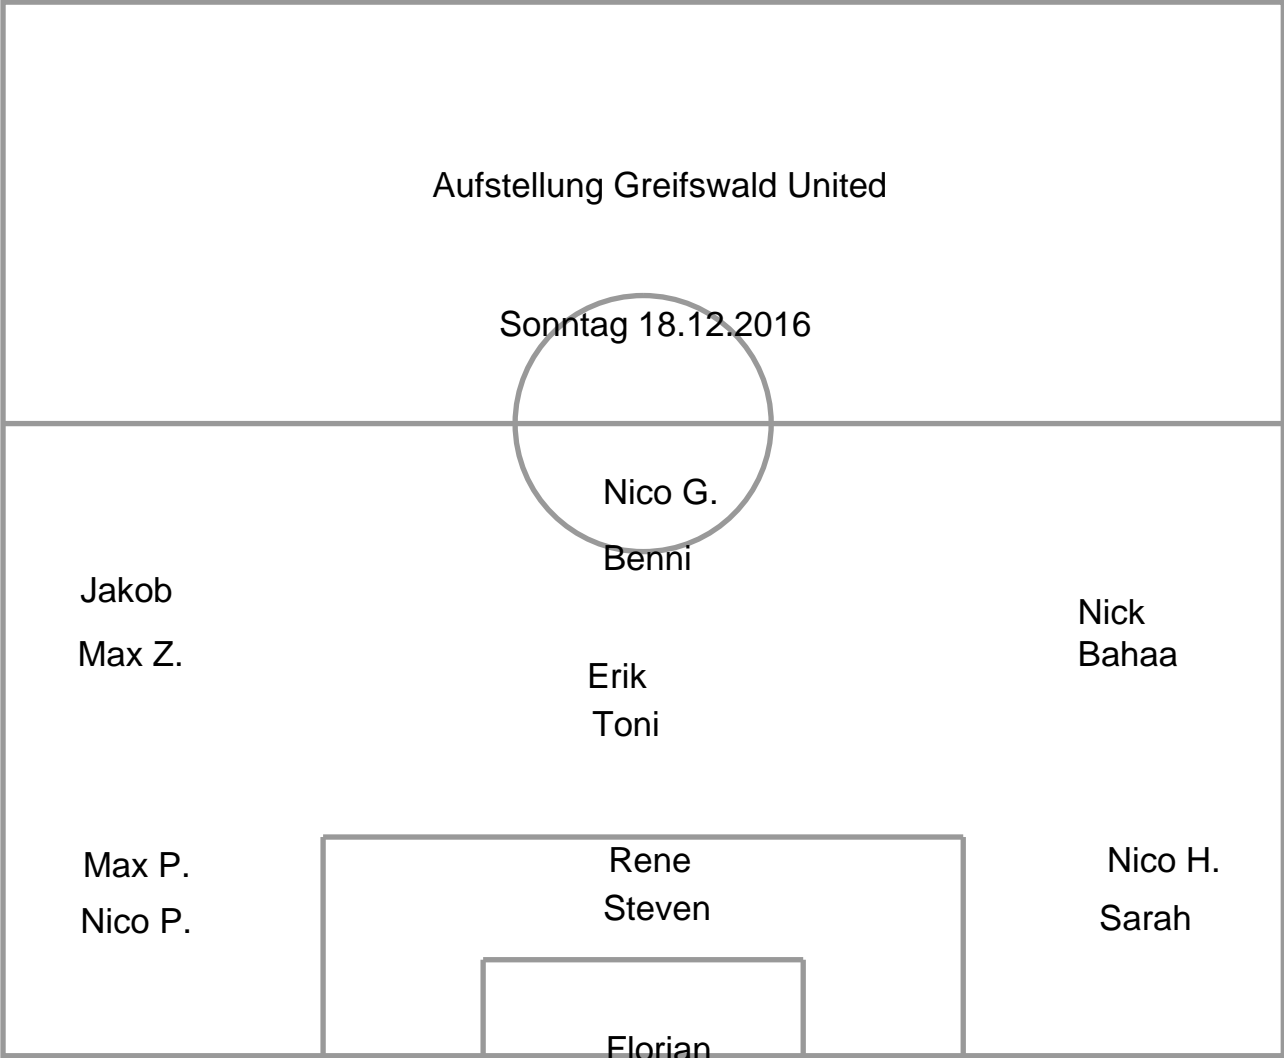 Aufstellung Greifswald United
Sonntag 18.12.2016
Nico G.
Benni
Jakob
Nick
Max Z.
Bahaa
Erik
Toni
Max P.
Rene
Nico H.
Nico P.
Steven
Sarah
Florian